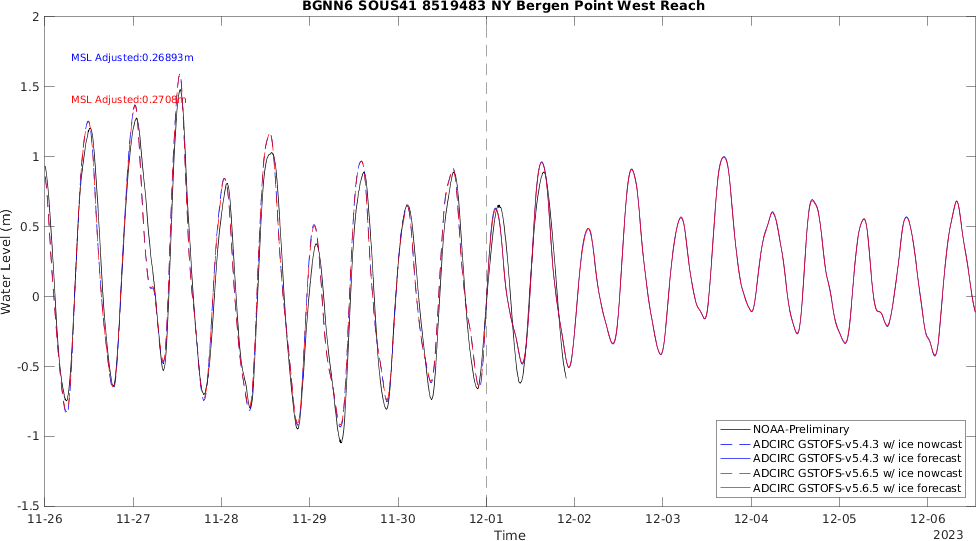 BGNN6 SOUS41 8519483 NY Bergen Point West Reach
2
MSL Adjusted:0.26893m
1.5
MSL Adjusted:0.2708m
1
0.5
Water Level (m)
0
-0.5
-1
-1.5
NOAA-Preliminary
ADCIRC GSTOFS-v5.4.3 w/ ice nowcast
ADCIRC GSTOFS-v5.4.3 w/ ice forecast
ADCIRC GSTOFS-v5.6.5 w/ ice nowcast
ADCIRC GSTOFS-v5.6.5 w/ ice forecast
11-26 11-27 11-28 11-29 11-30 12-01 12-02 12-03 12-04 12-05 12-06
Time
2023